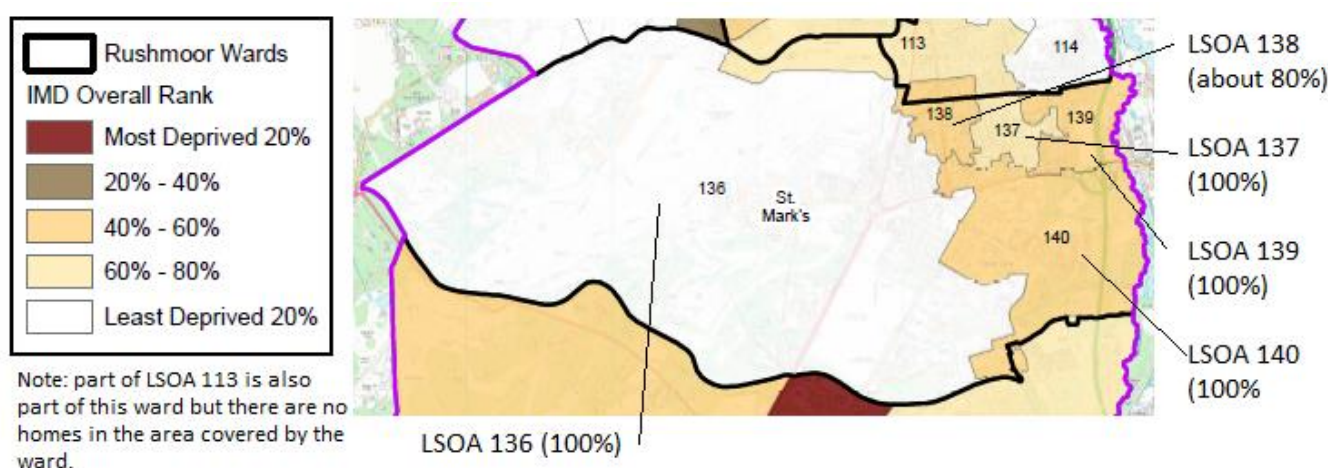 Rushmoor Wards
IMD Overall Rank
Most Deprived 20%
20% - 40%
40% - 60%
60% - 80%
Least Deprived 20%
Note: part of LSOA 113 is also
part of this ward but there are no
homes in the area covered by the
ward.
113
114
138
137
139
136
St.
Mark's
140
LSOA 138
(about 80%)
LSOA 137
(100%)
LSOA 139
(100%)
LSOA 140
(100%
LSOA 136 (100%)